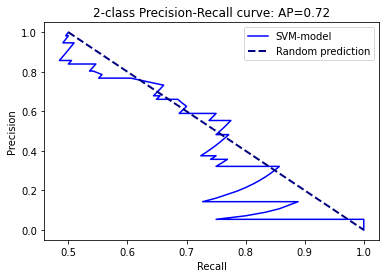 2-class Precision-Recall curve: AP=0.72
SVM-model
Random prediction
Precision
1.0
0.8
0.6
0.4
0.2
0.0
0.5
0.6
0.7
0.8
0.9
1.0
Recall